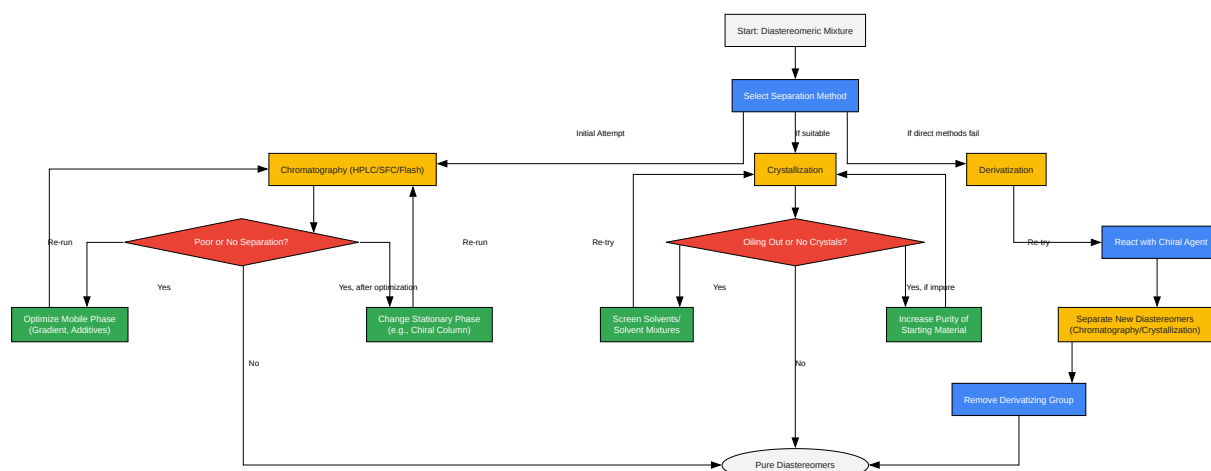 Start: Diastereomeric Mixture
Select Separation Method
Initial Attempt
If suitable
If direct methods fail
Chromatography (HPLC/SFC/Flash)
Crystallization
Derivatization
Re-run
Poor or No Separation?
Re-run
Re-try
Oiling Out or No Crystals?
Re-try
React with Chiral Agent
Yes
Yes, after optimization
Yes
Yes, if impure
Optimize Mobile Phase
(Gradient, Additives)
Change Stationary Phase
(e.g., Chiral Column)
Screen Solvents/
Solvent Mixtures
Increase Purity of
Starting Material
Separate New Diastereomers
(Chromatography/Crystallization)
No
No
Remove Derivatizing Group
Pure Diastereomers